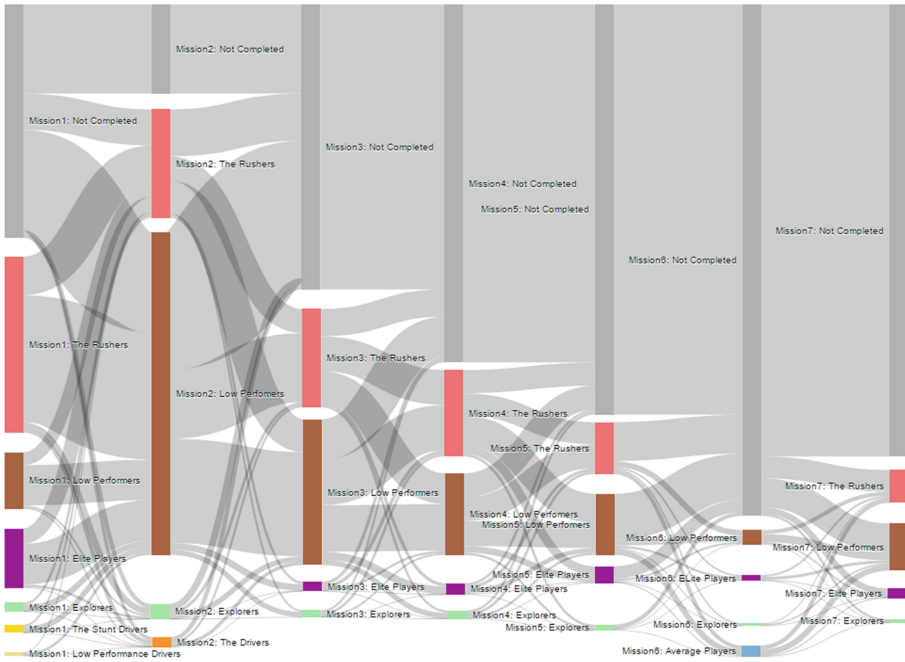 Mission1: Not Completed
Mission1: The Rushers
Mission1: Low Performers
Mission1: Elite Players
Mission1: Explorers
Mission1: The Stunt Drivers
Mission1: Low Performance Drivers
Mission2: Not Completed
Mission2: The Rushers
Mission2: Low Perfomers
Mission2: Explorers
Mission2: The Drivers
Mission3: Not Completed
Mission3: The Rushers
Mission3: Low Performers
Mission3: Elite Players
Mission3: Explorers
Mission4: Not Completed
Mission4: The Rushers
Mission4: Low Perfomers
Mission4: Elite Players
Mission4: Explorers
Mission5: Not Completed
Mission5: The Rushers
Mission5: Low Perfomers
Mission5: Elite Players
Mission5: Explorers
Mission6: Not Completed
Mission6: Low Performers
Mission6: ELite Players
Mission6: Explorers
Mission6: Average Players
Mission7: Not Completed
Mission7: The Rushers
Mission7: Low Performers
Mission7: Elite Players
Mission7: Explorers